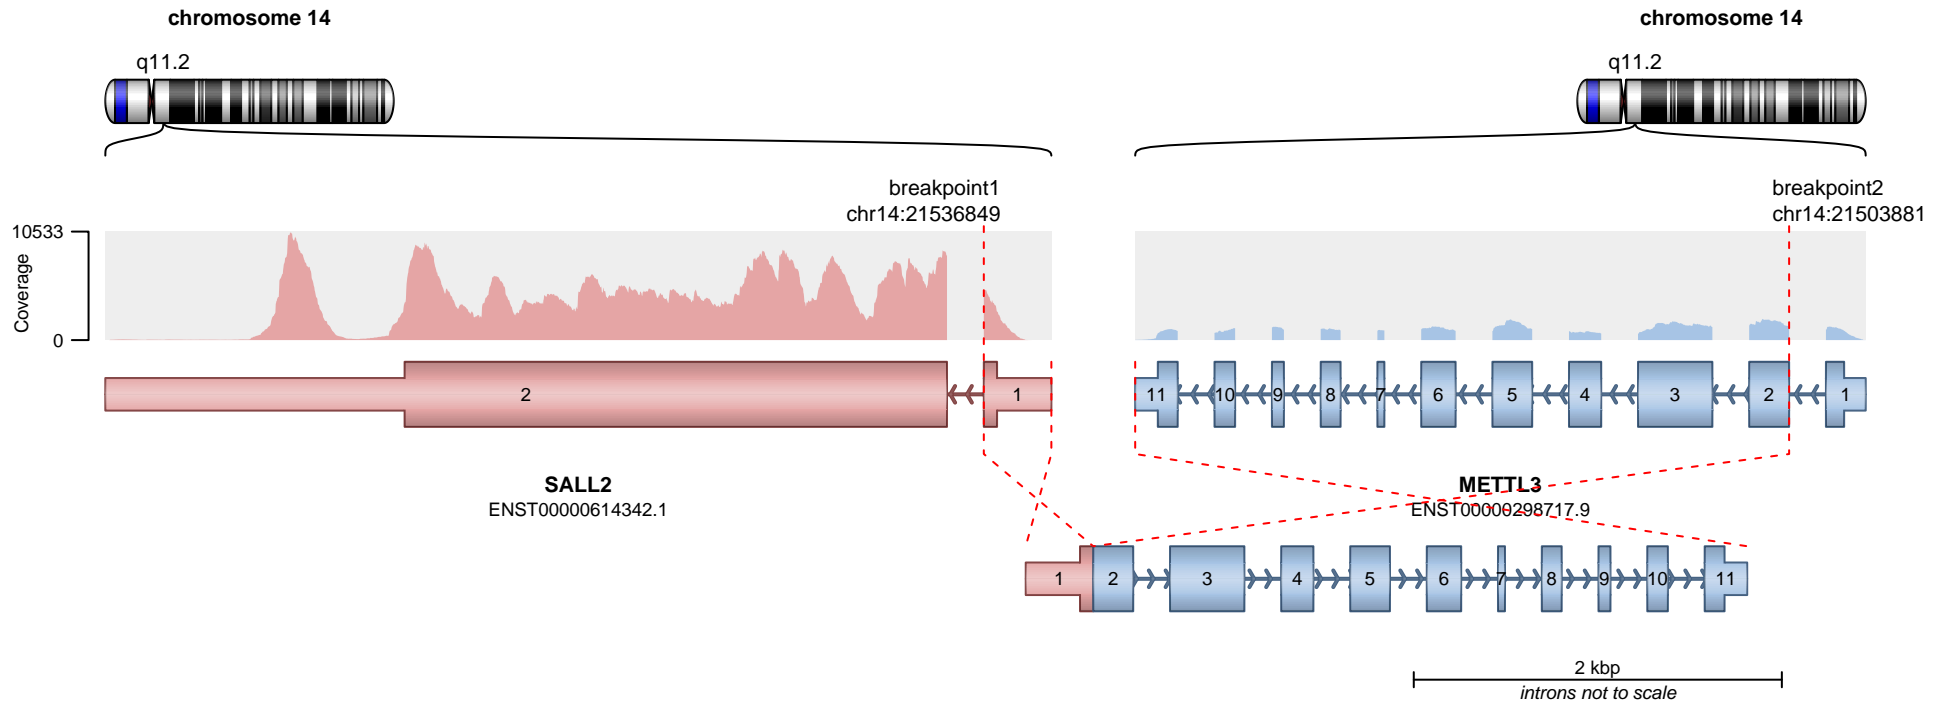 chromosome 14
chromosome 14
q11.2
q11.2
breakpoint1
chr14:21536849
breakpoint2
chr14:21503881
10533
Coverage
0
2
1
11 10 9 8 7 6 5 4 3 2 1
SALL2
ENST00000614342.1
METTL3
ENST00000298717.9
1 2 3 4 5 6 7 8 9 10 11
2 kbp
introns not to scale